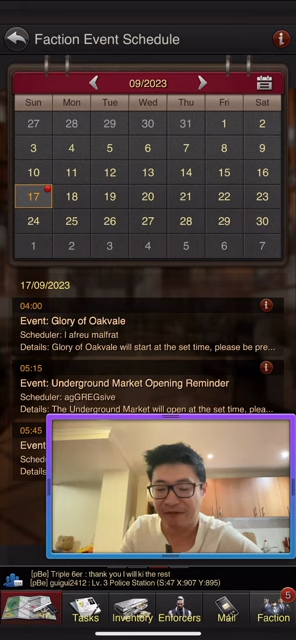 Faction Event Schedule
09/2023
Sun Mon Tue Wed Thu Fri Sat
27 28 29 30 31 1 2
3 4 5 6 7 8 9
10 11 12 13 14 15 16
17 18 19 20 21 22 23
24 25 26 27 28 29 30
1 2 3 4 5 6 7
17/09/2023
04:00
Event: Glory of Oakvale
Scheduler: I afreu malfrat
Details: Glory of Oakvale will start at the set time, please be pre...
05:15
Event: Underground Market Opening Reminder
Scheduler: agGREGsive
Details: The Underground Market will open at the set time, plea...
05:45
Event
Sched
Details
[pBe] Triple 6er : thank you I will ki the rest
[pBe] guigui2412 : Lv. 3 Police Station (S:47 X:907 Y:895)
5
Tasks Inventory Enforcers Mail Faction